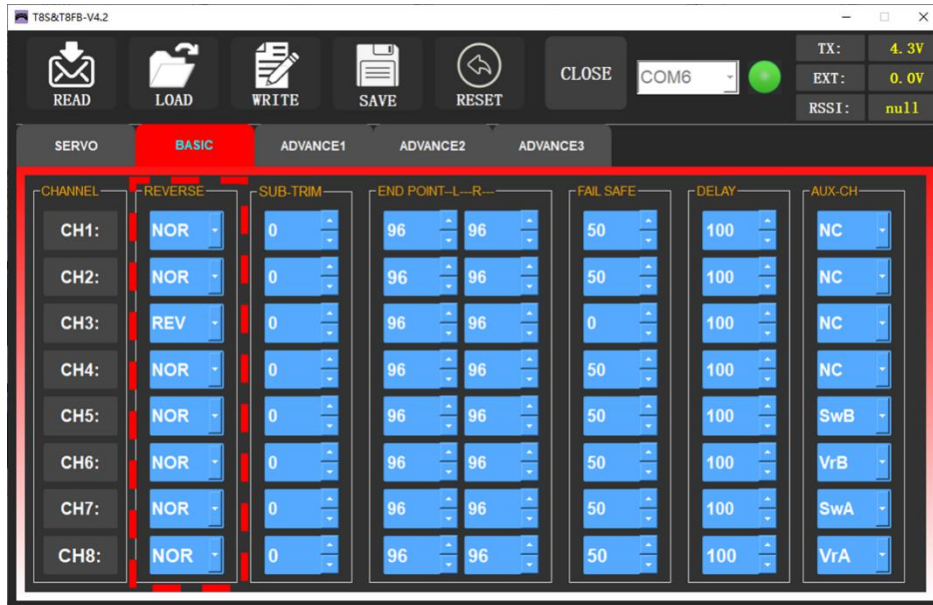 T8S&T8FB-V4.2
READ LOAD WRITE SAVE RESET CLOSE COM6
TX: 4.3V
EXT: 0.0V
RSSI: null
SERVO BASIC ADVANCE1 ADVANCE2 ADVANCE3
CHANNEL REVERSE SUB-TRIM END POINT--L---R--- FAIL SAFE DELAY AUX-CH
CH1: NOR 0 96 96 50 100 NC
CH2: NOR 0 96 96 50 100 NC
CH3: REV 0 96 96 0 100 NC
CH4: NOR 0 96 96 50 100 NC
CH5: NOR 0 96 96 50 100 SwB
CH6: NOR 0 96 96 50 100 VrB
CH7: NOR 0 96 96 50 100 SwA
CH8: NOR 0 96 96 50 100 VrA